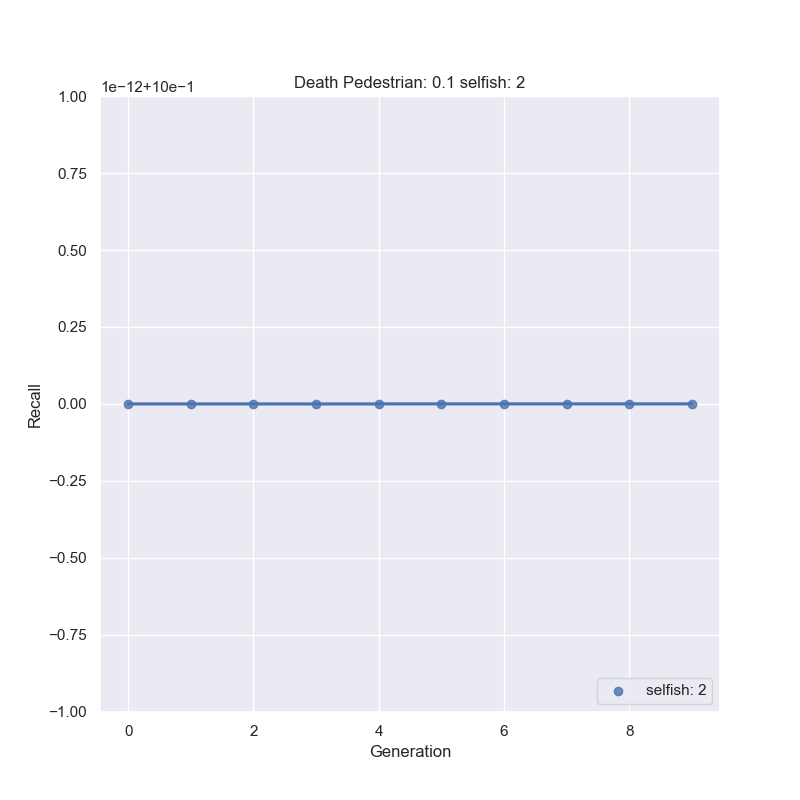 Death Pedestrian: 0.1 selfish: 2
1e−12+10e−1
1.00
0.75
0.50
0.25
0.00
−0.25
−0.50
−0.75
−1.00
Recall
0 2 4 6 8
Generation
selfish: 2